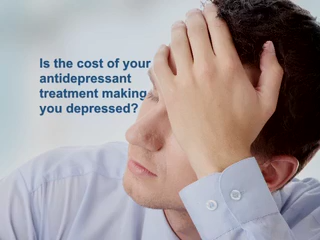 Is the cost of your
antidepressant
treatment making
you depressed?